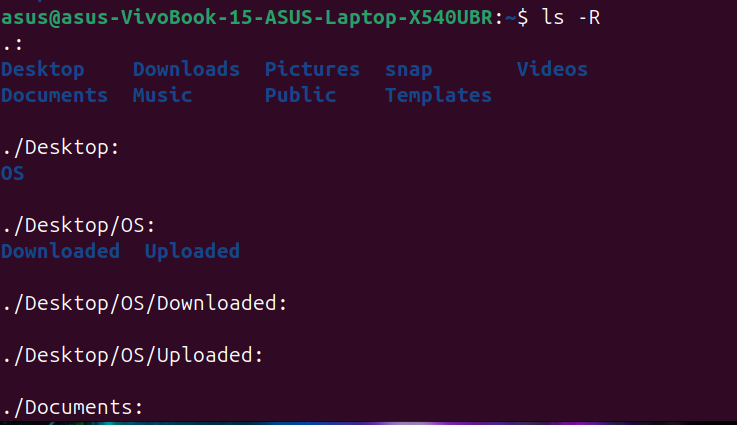 asus@asus-VivoBook-15-ASUS-Laptop-X540UBR:~$ ls -R
.:
Desktop    Downloads  Pictures  snap       Videos
Documents  Music      Public    Templates
./Desktop:
OS
./Desktop/OS:
Downloaded  Uploaded
./Desktop/OS/Downloaded:
./Desktop/OS/Uploaded:
./Documents: